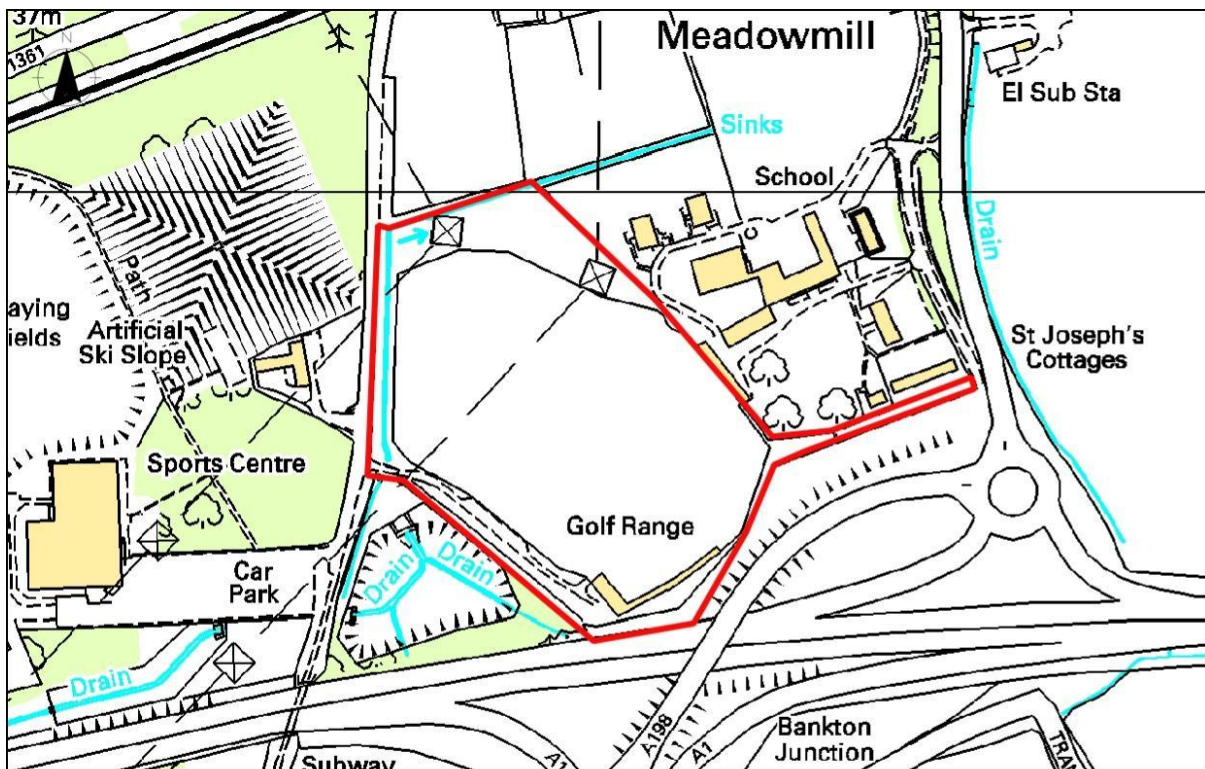 37m
N
1361
Meadowmill
El Sub Sta
Sinks
School
Drain
Path
aying
ields
Artificial
Ski Slope
St Joseph's
Cottages
Sports Centre
Golf Range
Car
Park
Drain
Drain
Drain
A198
A1
A1
Bankton
Junction
TRAN
Subway